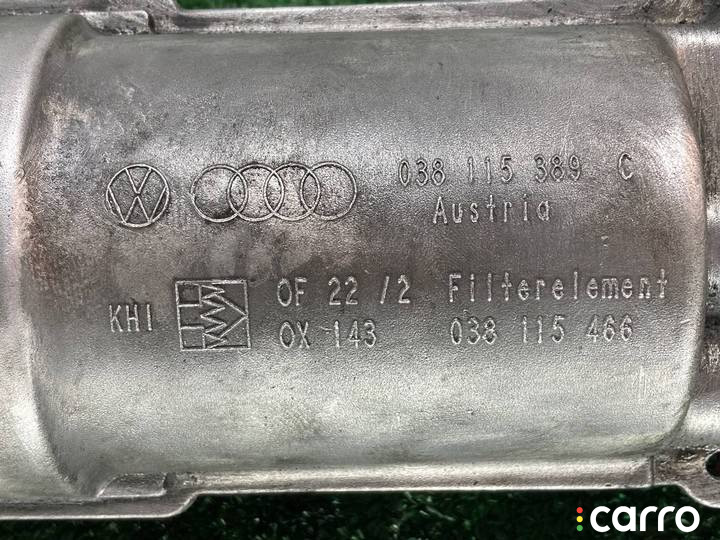 038 115 389 C
Austria
KHI OF 22 /2 Filterelement
OX 143 038 115 466
carro